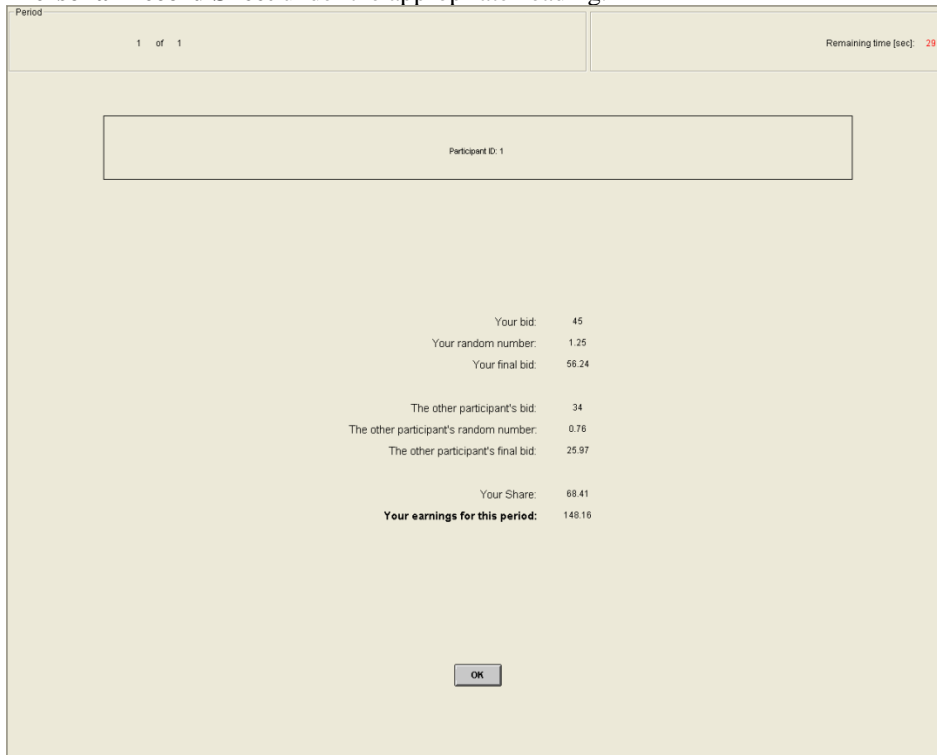 Period
1 of 1
Remaining time [sec]: 29
Participant ID: 1
Your bid: 45
Your random number: 1.25
Your final bid: 56.24
The other participant's bid: 34
The other participant's random number: 0.76
The other participant's final bid: 25.97
Your Share: 68.41
Your earnings for this period: 148.16
OK